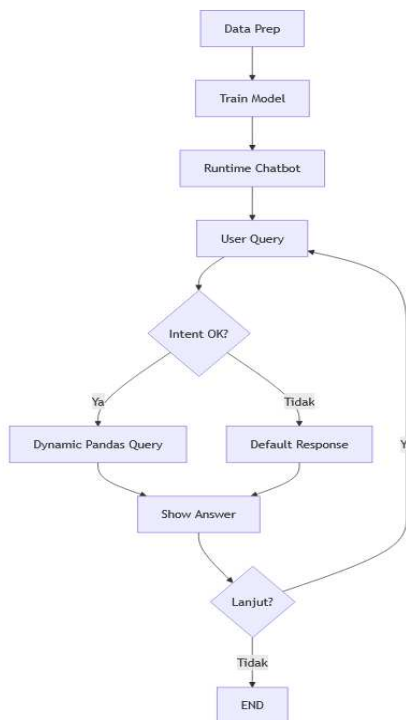 Data Prep
Train Model
Runtime Chatbot
User Query
Intent OK?
Ya
Tidak
Dynamic Pandas Query
Default Response
Y
Show Answer
Lanjut?
Tidak
END